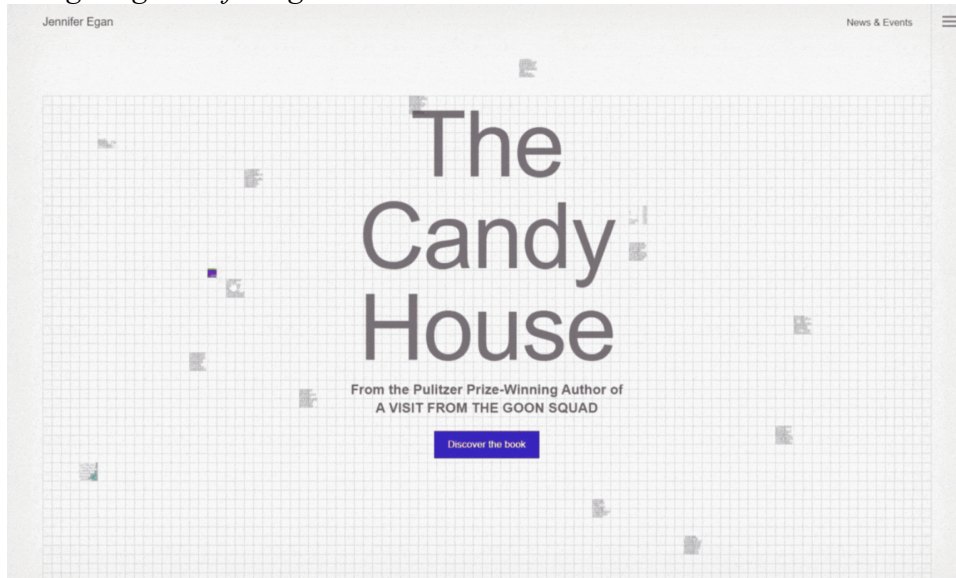 Jennifer Egan
News & Events
The
Candy
House
From the Pulitzer Prize-Winning Author of
A VISIT FROM THE GOON SQUAD
Discover the book